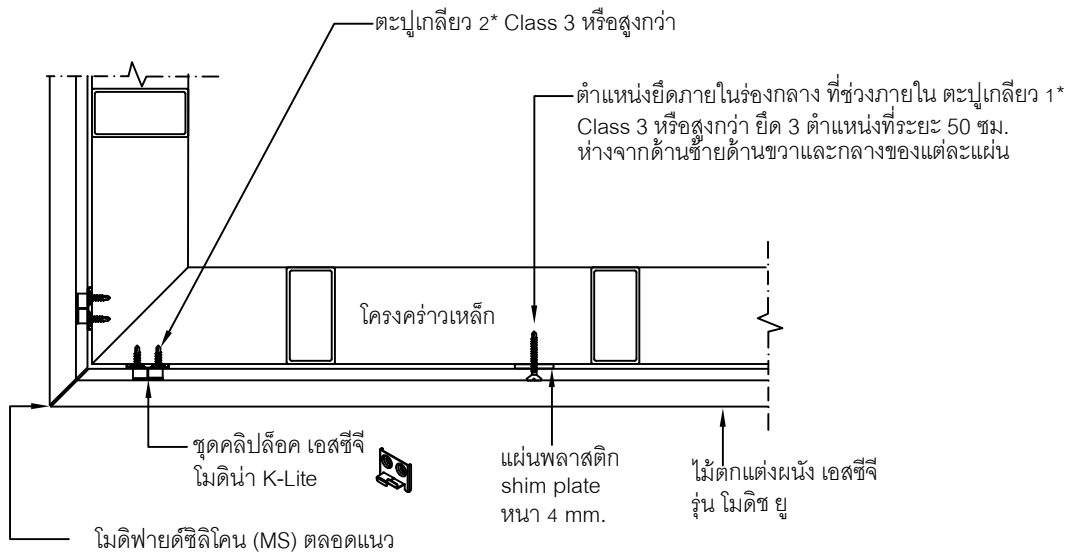 ตะปูเกลียว 2* Class 3 หรือสูงกว่า
ตำแหน่งยึดภายในร่องกลาง ที่ช่วงภายใน ตะปูเกลียว 1*
Class 3 หรือสูงกว่า ยึด 3 ตำแหน่งที่ระยะ 50 ซม.
ห่างจากด้านซ้ายด้านขวาและกลางของแต่ละแผ่น
โครงคร่าวเหล็ก
ชุดคลิปล็อค เอสซีจี
โมดิน่า K-Lite
แผ่นพลาสติก
shim plate
หนา 4 mm.
ไม้ตกแต่งผนัง เอสซีจี
รุ่น โมดิช ยู
โมดิฟายด์ซิลิโคน (MS) ตลอดแนว